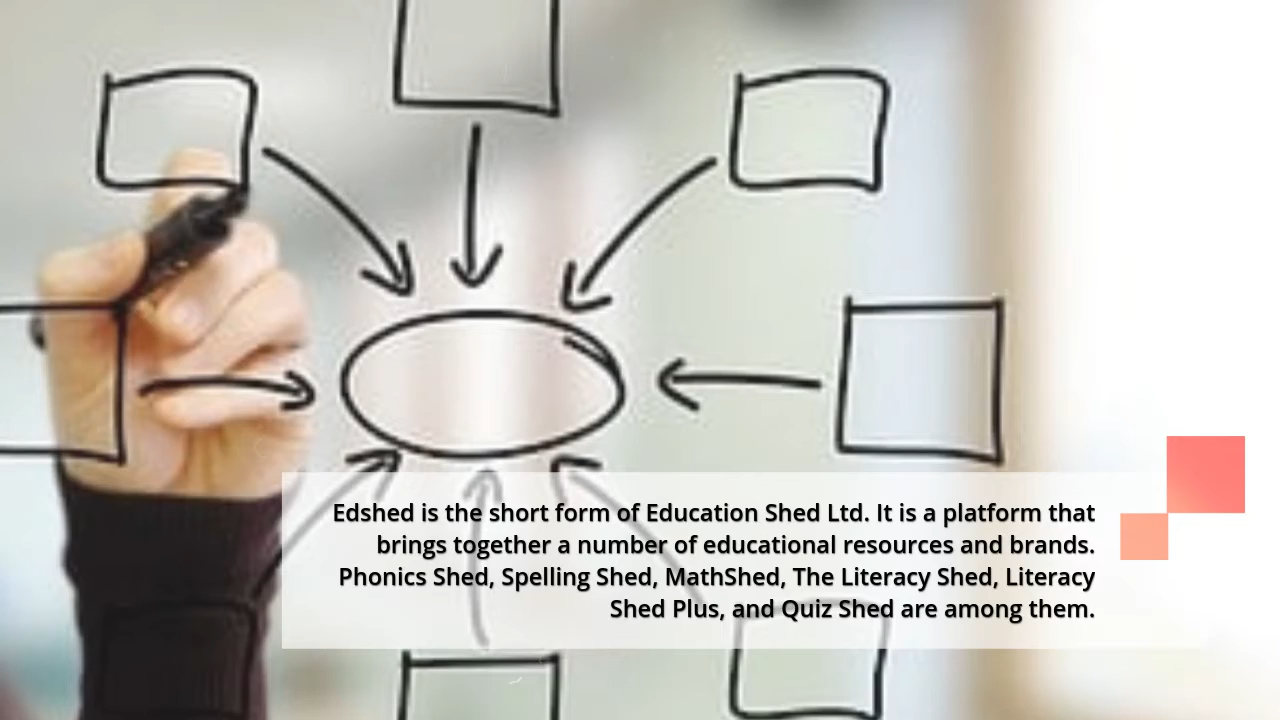 Edshed is the short form of Education Shed Ltd. It is a platform that
brings together a number of educational resources and brands.
Phonics Shed, Spelling Shed, MathShed, The Literacy Shed, Literacy
Shed Plus, and Quiz Shed are among them.